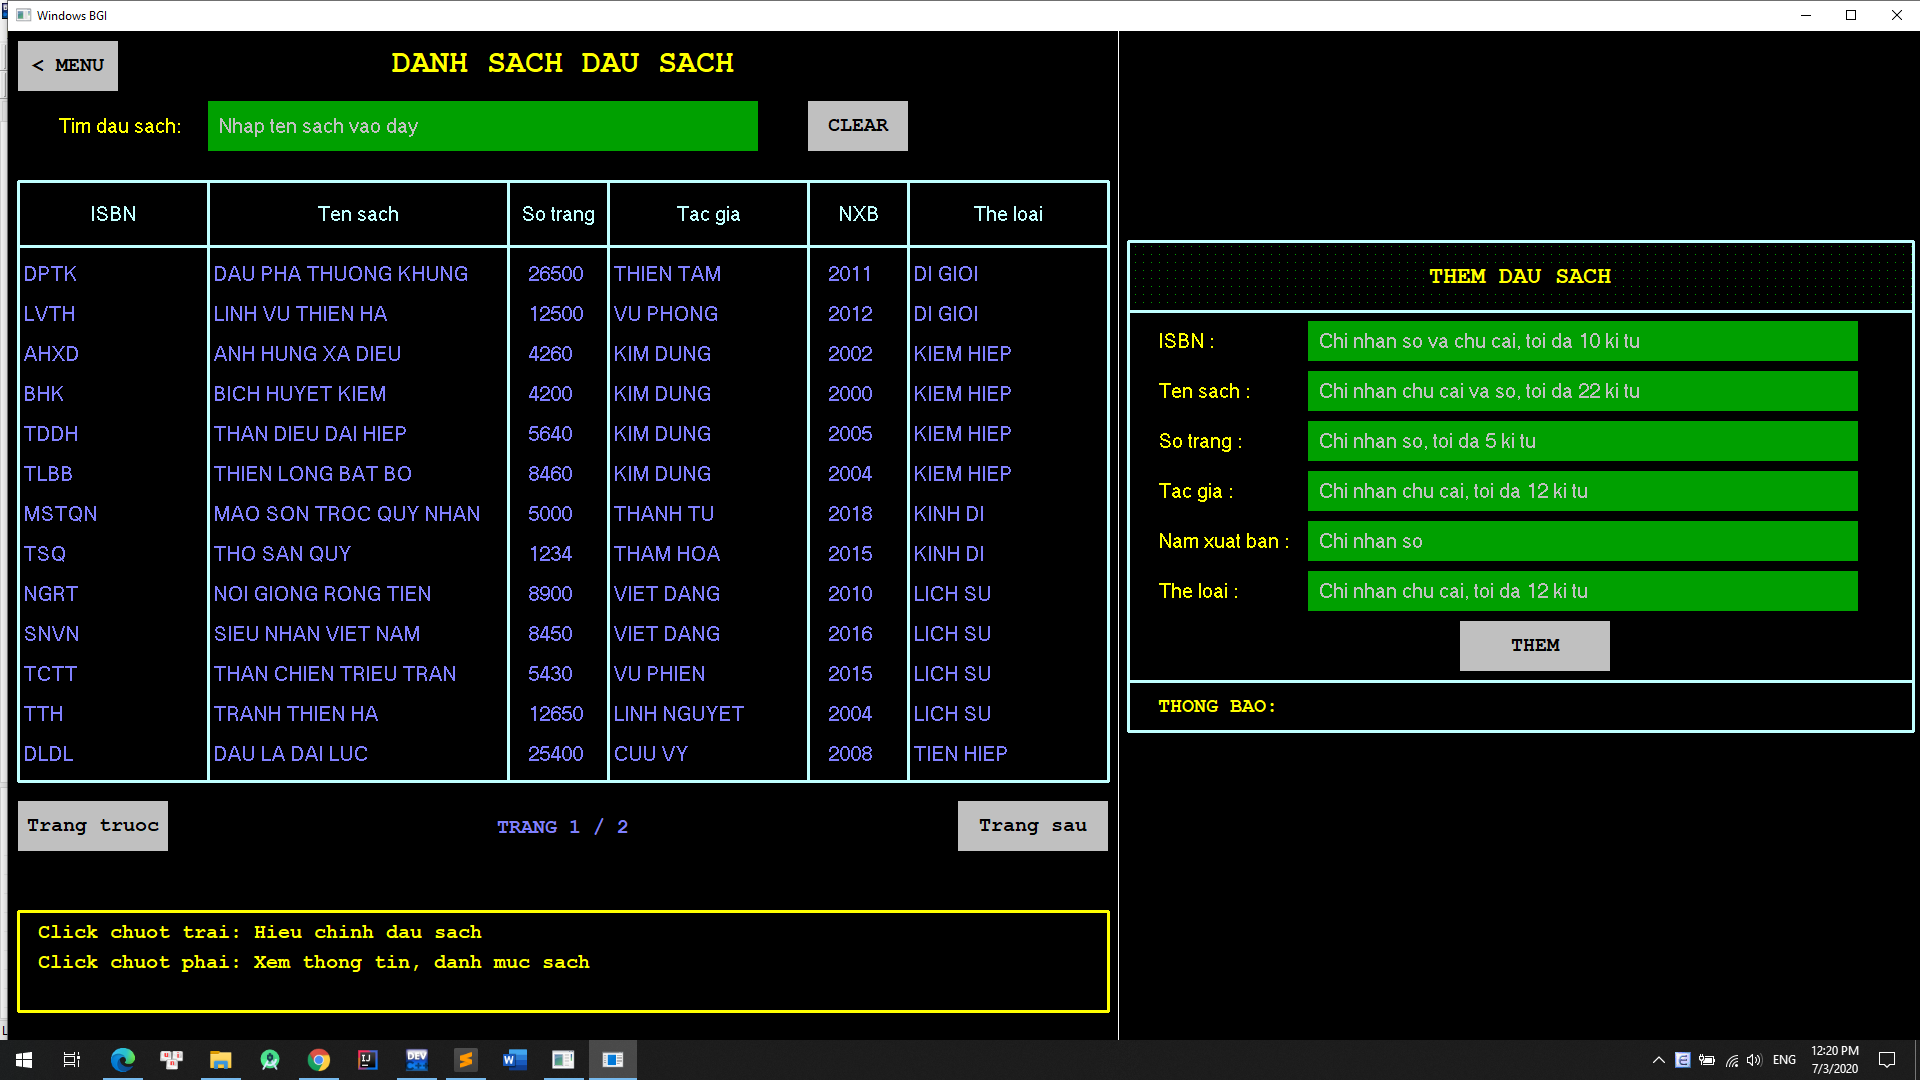 Windows BGI
< MENU
DANH SACH DAU SACH
Tim dau sach: Nhap ten sach vao day CLEAR
ISBN Ten sach So trang Tac gia NXB The loai
DPTK DAU PHA THUONG KHUNG 26500 THIEN TAM 2011 DI GIOI
LVTH LINH VU THIEN HA 12500 VU PHONG 2012 DI GIOI
AHXD ANH HUNG XA DIEU 4260 KIM DUNG 2002 KIEM HIEP
BHK BICH HUYET KIEM 4200 KIM DUNG 2000 KIEM HIEP
TDDH THAN DIEU DAI HIEP 5640 KIM DUNG 2005 KIEM HIEP
TLBB THIEN LONG BAT BO 8460 KIM DUNG 2004 KIEM HIEP
MSTQN MAO SON TROC QUY NHAN 5000 THANH TU 2018 KINH DI
TSQ THO SAN QUY 1234 THAM HOA 2015 KINH DI
NGRT NOI GIONG RONG TIEN 8900 VIET DANG 2010 LICH SU
SNVN SIEU NHAN VIET NAM 8450 VIET DANG 2016 LICH SU
TCTT THAN CHIEN TRIEU TRAN 5430 VU PHIEN 2015 LICH SU
TTH TRANH THIEN HA 12650 LINH NGUYET 2004 LICH SU
DLDL DAU LA DAI LUC 25400 CUU VY 2008 TIEN HIEP
Trang truoc TRANG 1 / 2 Trang sau
Click chuot trai: Hieu chinh dau sach
Click chuot phai: Xem thong tin, danh muc sach
THEM DAU SACH
ISBN : Chi nhan so va chu cai, toi da 10 ki tu
Ten sach : Chi nhan chu cai va so, toi da 22 ki tu
So trang : Chi nhan so, toi da 5 ki tu
Tac gia : Chi nhan chu cai, toi da 12 ki tu
Nam xuat ban : Chi nhan so
The loai : Chi nhan chu cai, toi da 12 ki tu
THEM
THONG BAO:
ENG
12:20 PM
7/3/2020